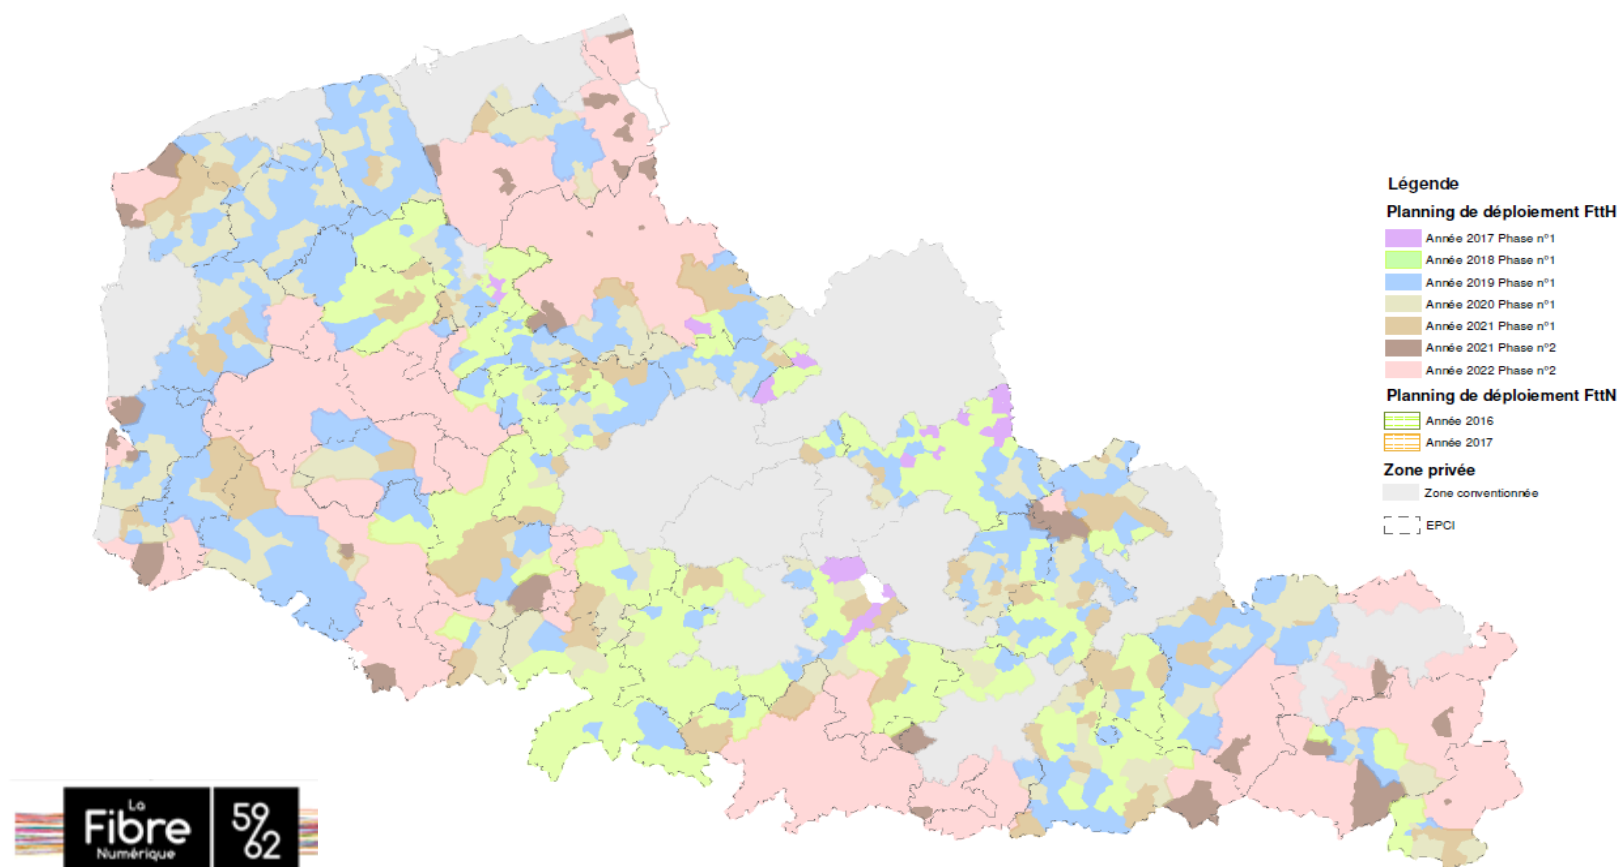 Légende
Planning de déploiement FttH
Année 2017 Phase n°1
Année 2018 Phase n°1
Année 2019 Phase n°1
Année 2020 Phase n°1
Année 2021 Phase n°1
Année 2021 Phase n°2
Année 2022 Phase n°2
Planning de déploiement FttN
Année 2016
Année 2017
Zone privée
Zone conventionnée
EPCI
La
Fibre
Numérique
59
62